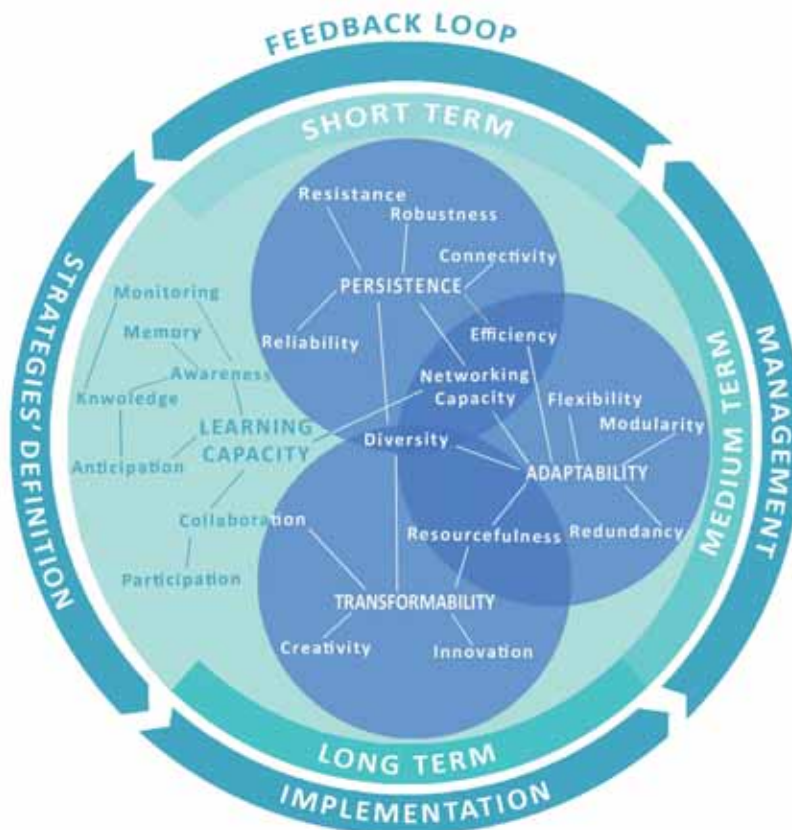 FEEDBACK LOOP
SHORT TERM
Resistance
Robustness
Connectivity
PERSISTENCE
Monitoring
Efficiency
Memory
Reliability
Awareness
Networking
Capacity
Knwoledge
Flexibility
Modularity
LEARNING
CAPACITY
Diversity
Anticipation
ADAPTABILITY
Collaboration
Resourcefulness
Redundancy
Participation
TRANSFORMABILITY
Creativity
Innovation
STRATEGIES' DEFINITION
MEDIUM TERM
MANAGEMENT
LONG TERM
IMPLEMENTATION